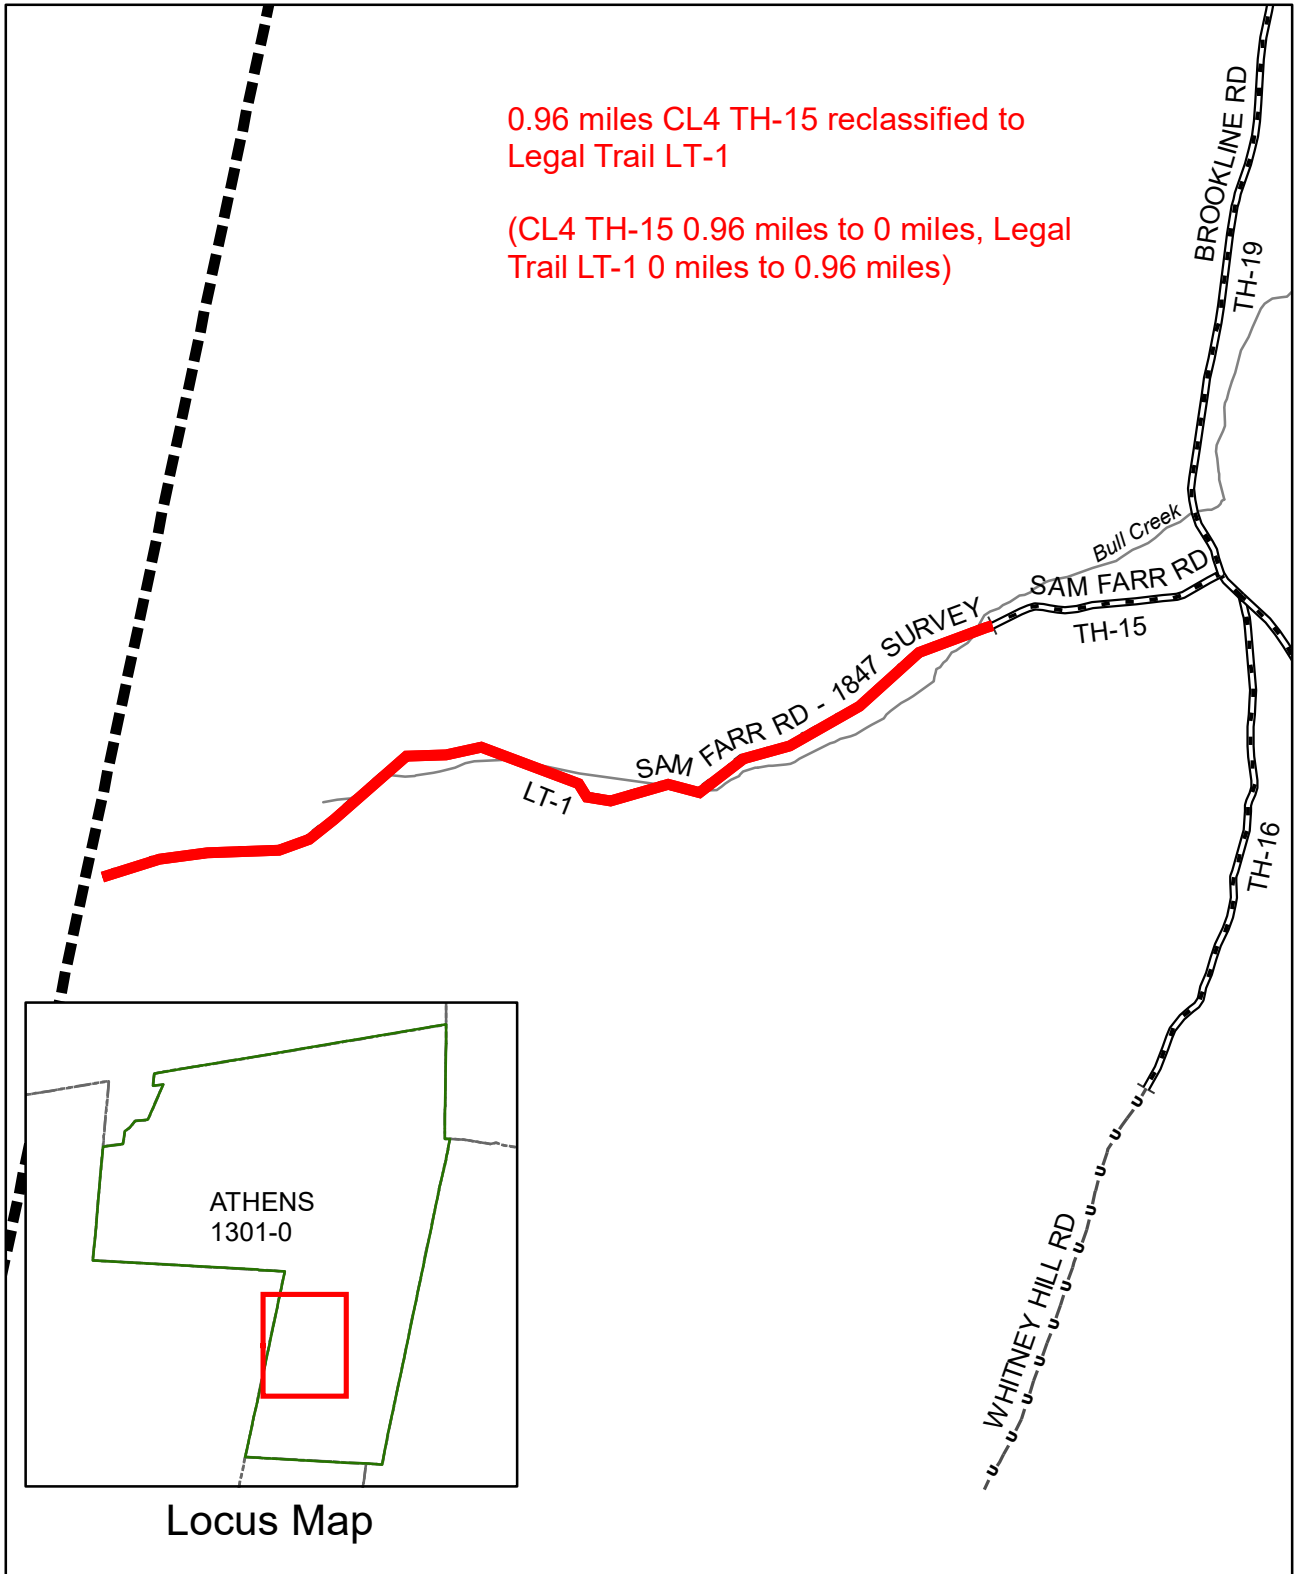 0.96 miles CL4 TH-15 reclassified to
Legal Trail LT-1
(CL4 TH-15 0.96 miles to 0 miles, Legal
Trail LT-1 0 miles to 0.96 miles)
BROOKLINE RD
TH-19
Bull Creek
SAM FARR RD
TH-15
SAM FARR RD - 1847 SURVEY
LT-1
TH-16
WHITNEY HILL RD
U
U
U
U
U
U
U
U
U
U
U
ATHENS
1301-0
Locus Map